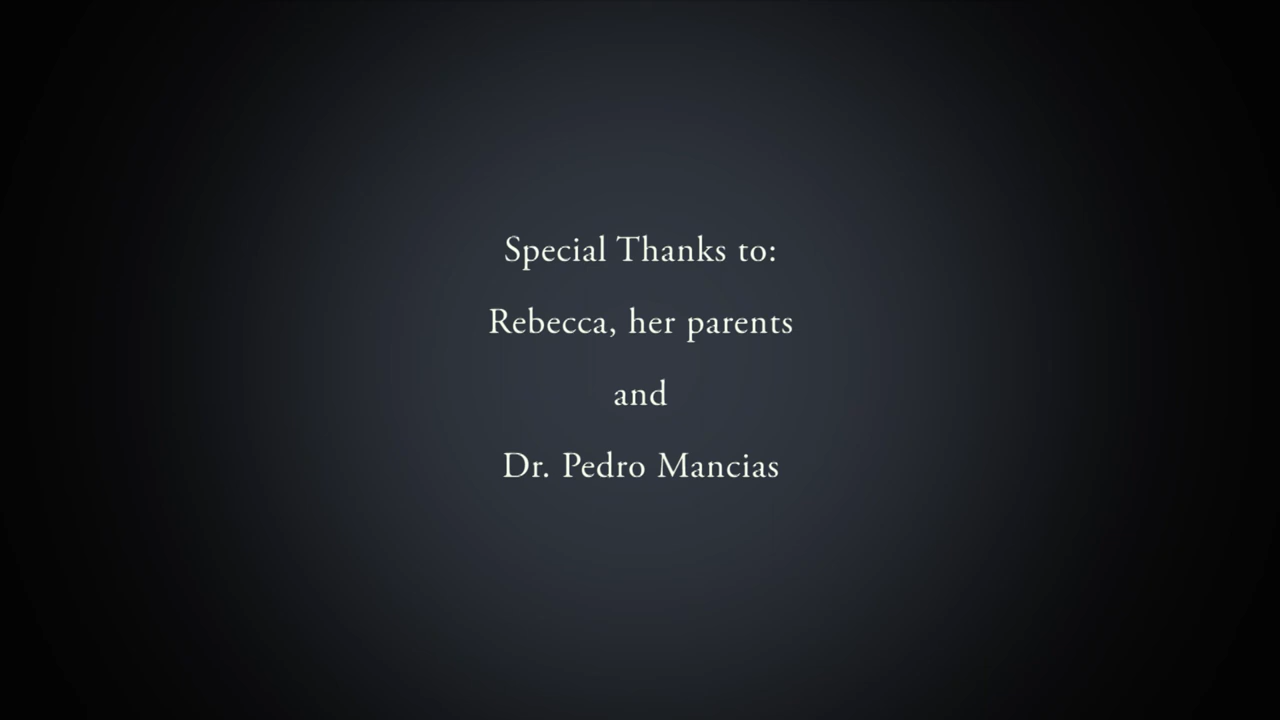 Special Thanks to:
Rebecca, her parents
and
Dr. Pedro Mancias